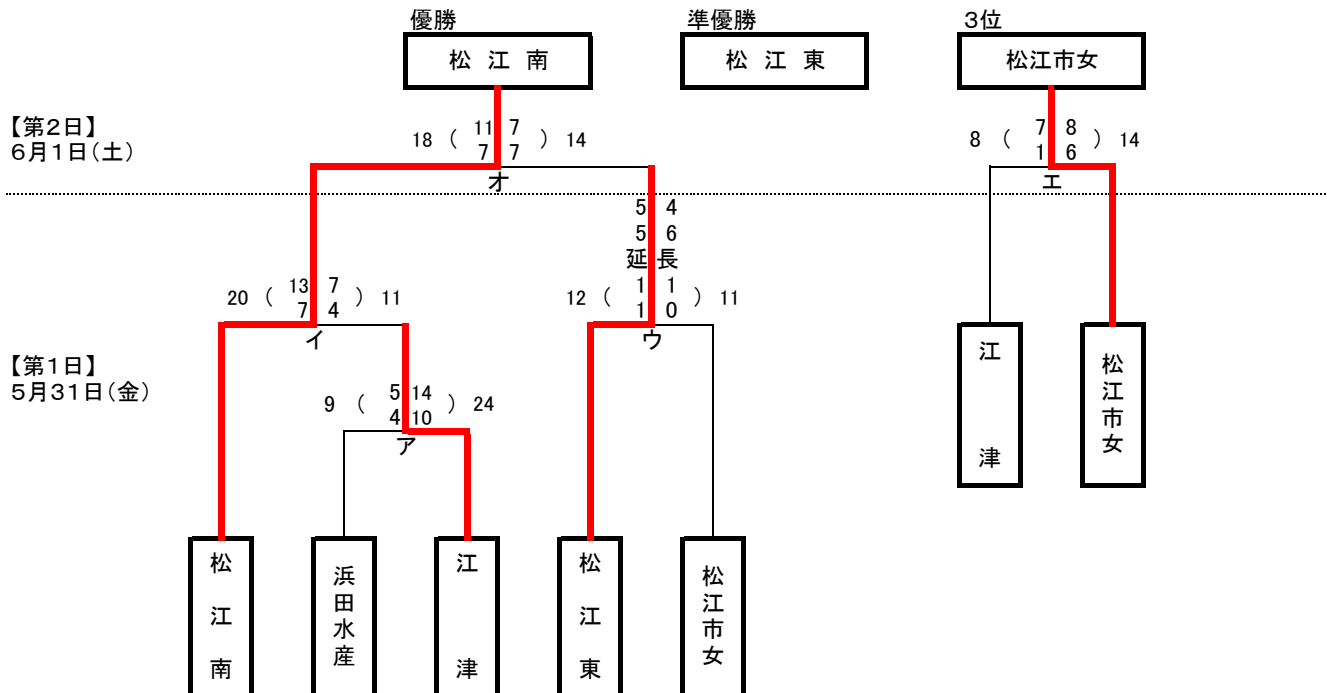 優勝 準優勝 3位
松江南 松江東 松江市女
【第2日】
6月1日(土)
18 ( 11 7 ) 14
7 7
オ
8 ( 7 8 ) 14
1 6
エ
5 4
5 6
延長
12 ( 1 1 ) 11
1 0
ウ
20 ( 13 7 ) 11
7 4
イ
【第1日】
5月31日(金)
9 ( 5 14 ) 24
4 10
ア
江津
松江市女
松江南
浜田水産
江津
松江東
松江市女